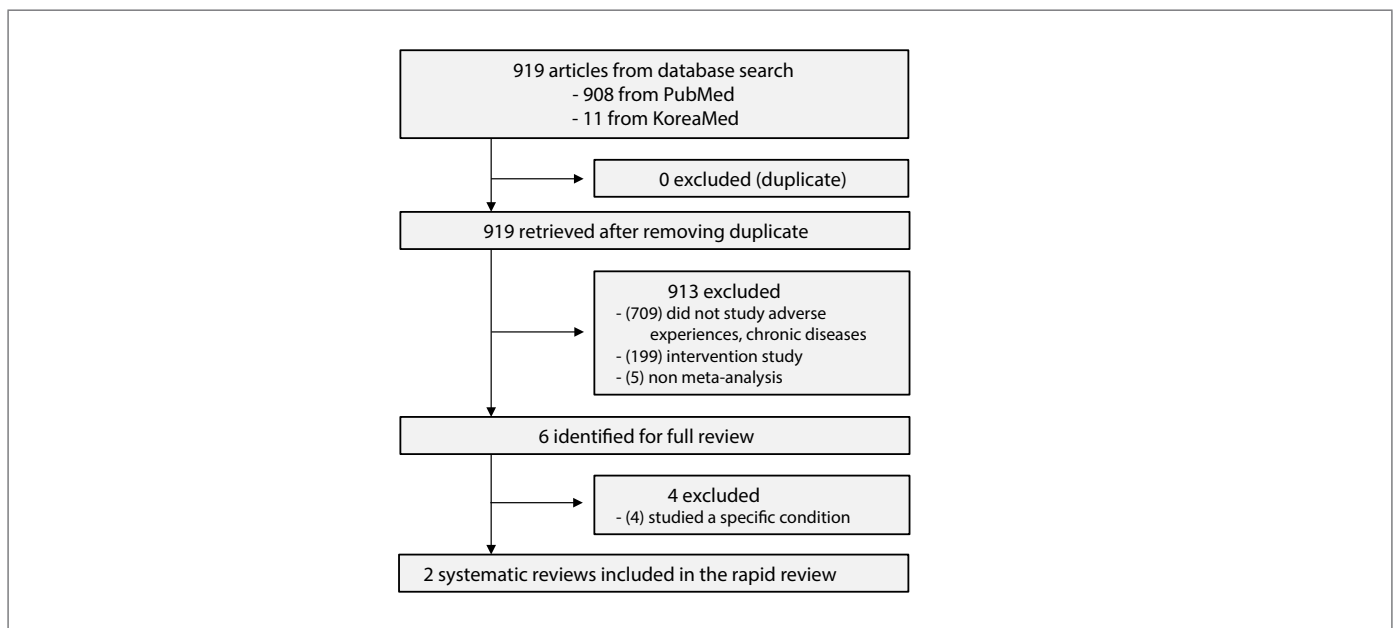 919 articles from database search
- 908 from PubMed
- 11 from KoreaMed
0 excluded (duplicate)
919 retrieved after removing duplicate
913 excluded
- (709) did not study adverse
experiences, chronic diseases
- (199) intervention study
- (5) non meta-analysis
6 identified for full review
4 excluded
- (4) studied a specific condition
2 systematic reviews included in the rapid review